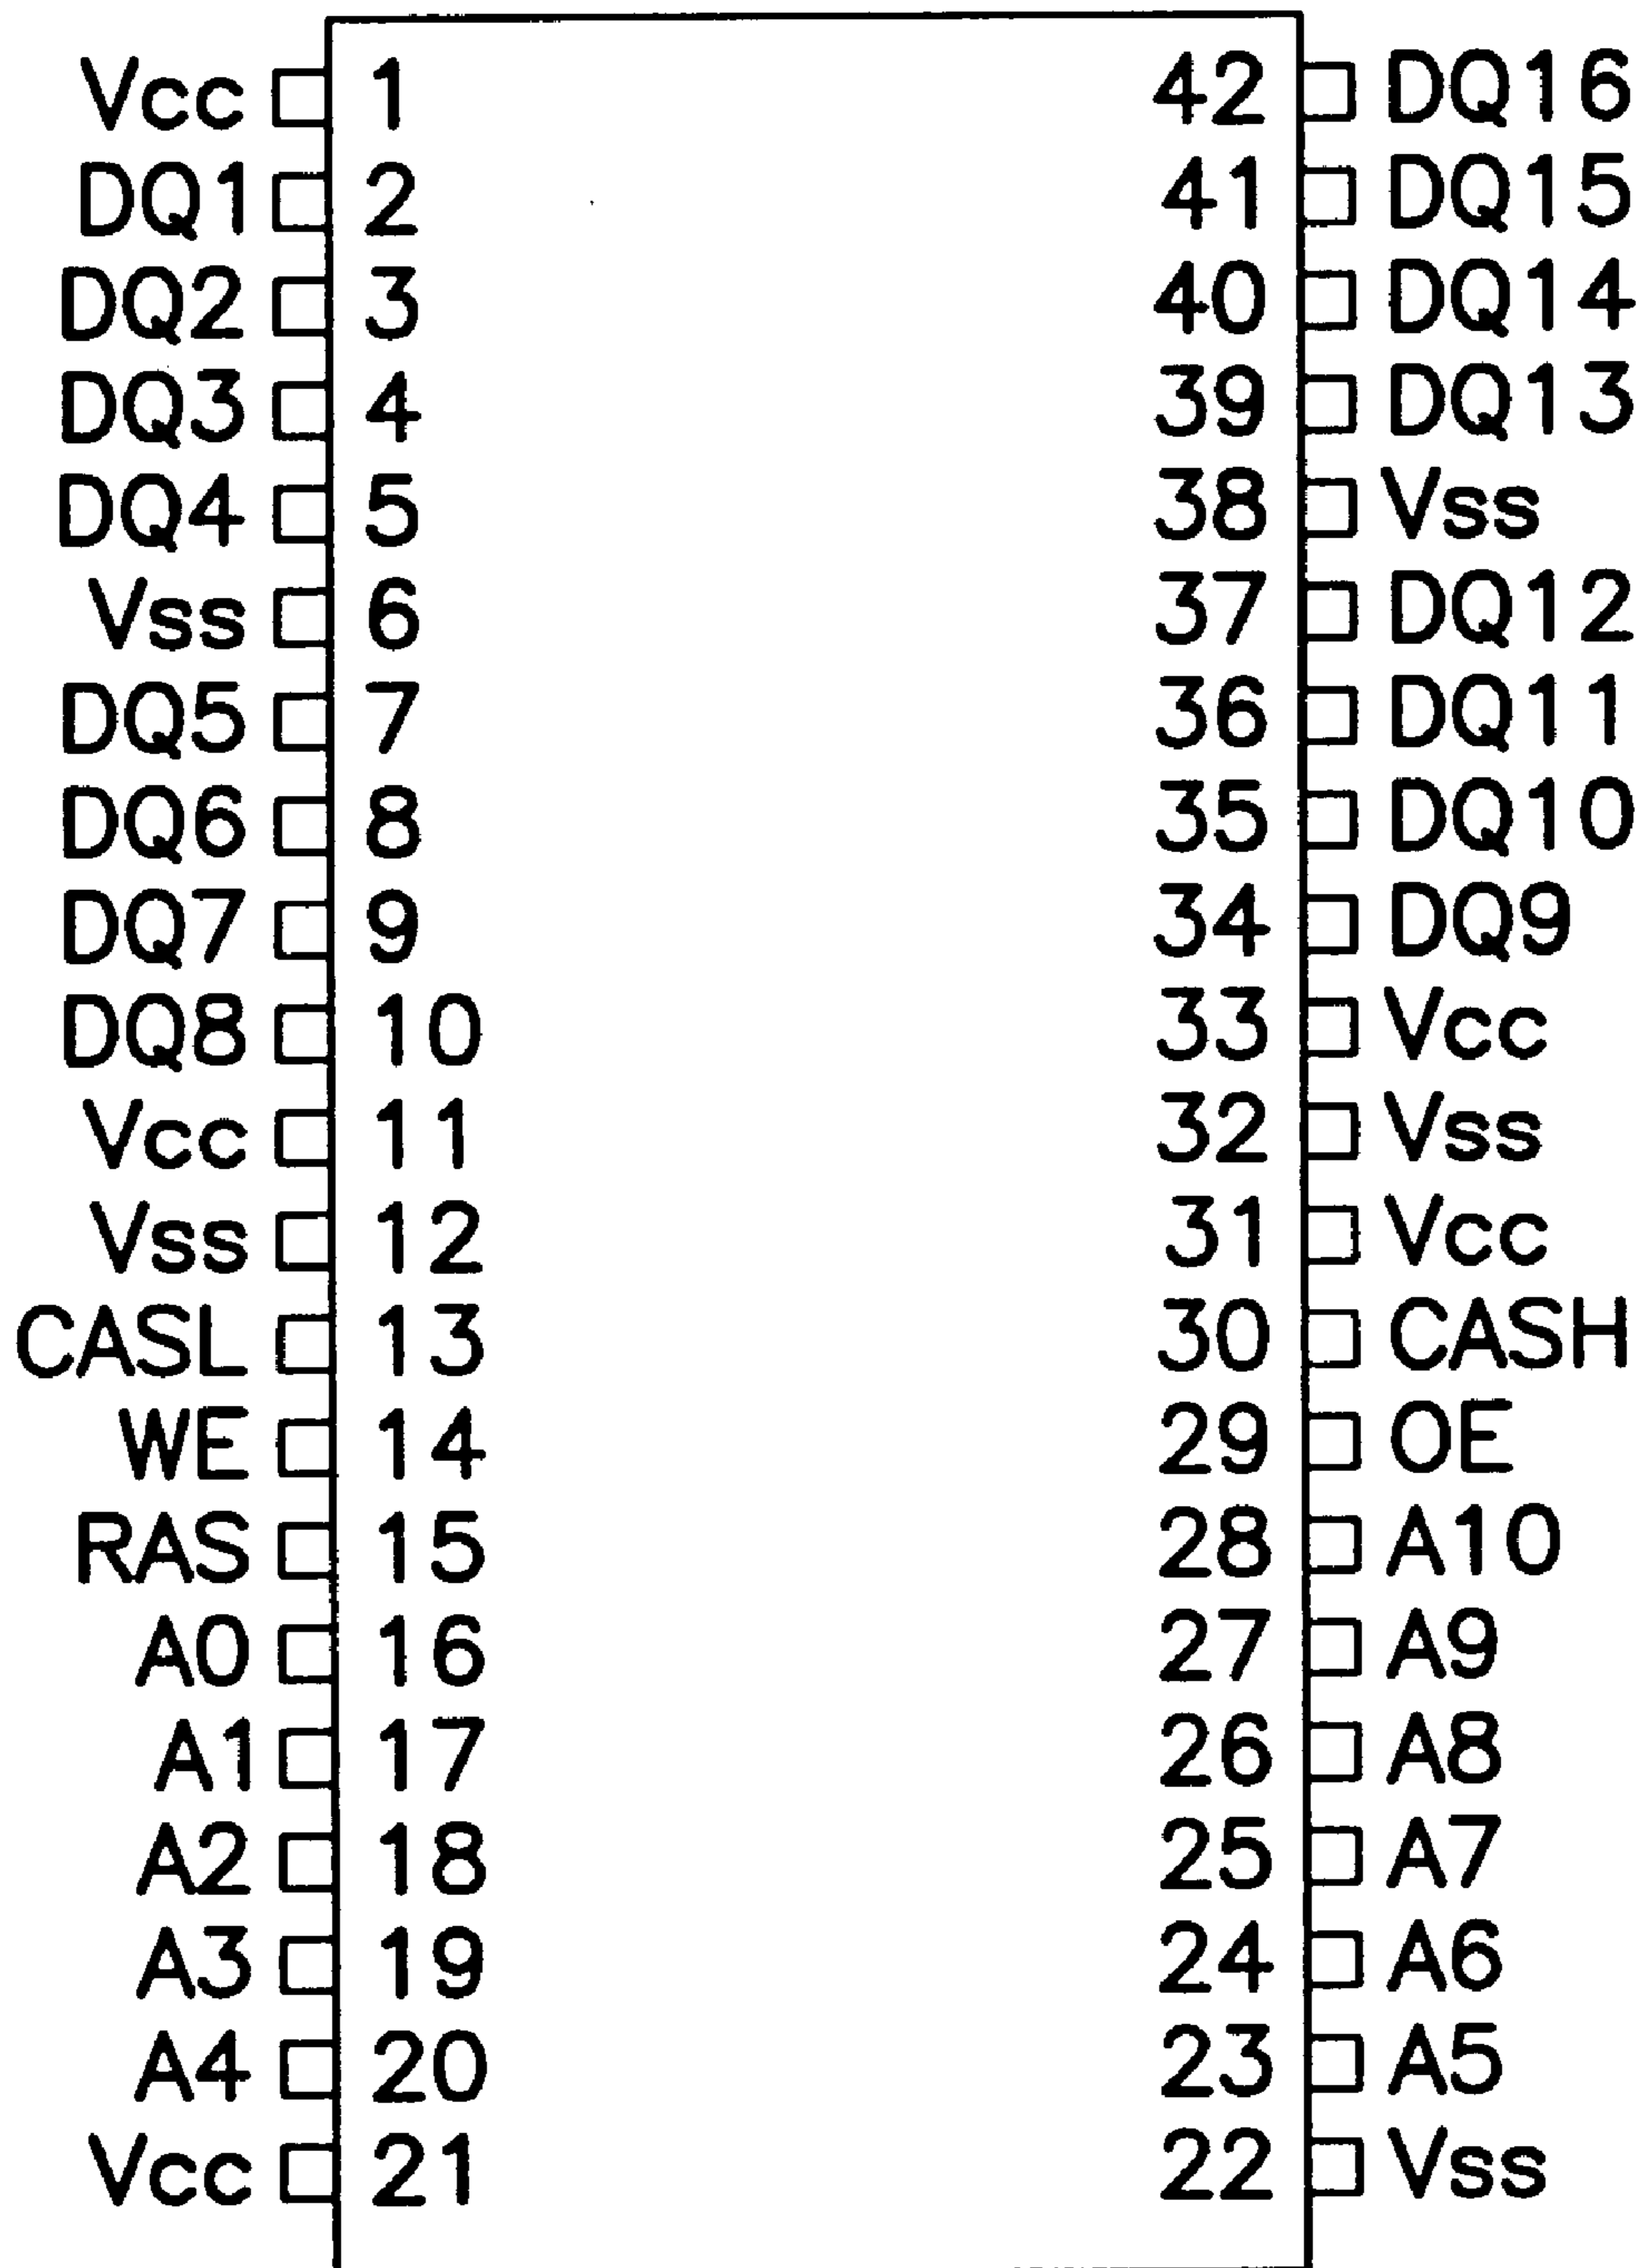 Vcc 1 42 DQ16
DQ1 2 41 DQ15
DQ2 3 40 DQ14
DQ3 4 39 DQ13
DQ4 5 38 Vss
Vss 6 37 DQ12
DQ5 7 36 DQ11
DQ6 8 35 DQ10
DQ7 9 34 DQ9
DQ8 10 33 Vcc
Vcc 11 32 Vss
Vss 12 31 Vcc
CASL 13 30 CASH
WE 14 29 OE
RAS 15 28 A10
A0 16 27 A9
A1 17 26 A8
A2 18 25 A7
A3 19 24 A6
A4 20 23 A5
Vcc 21 22 Vss